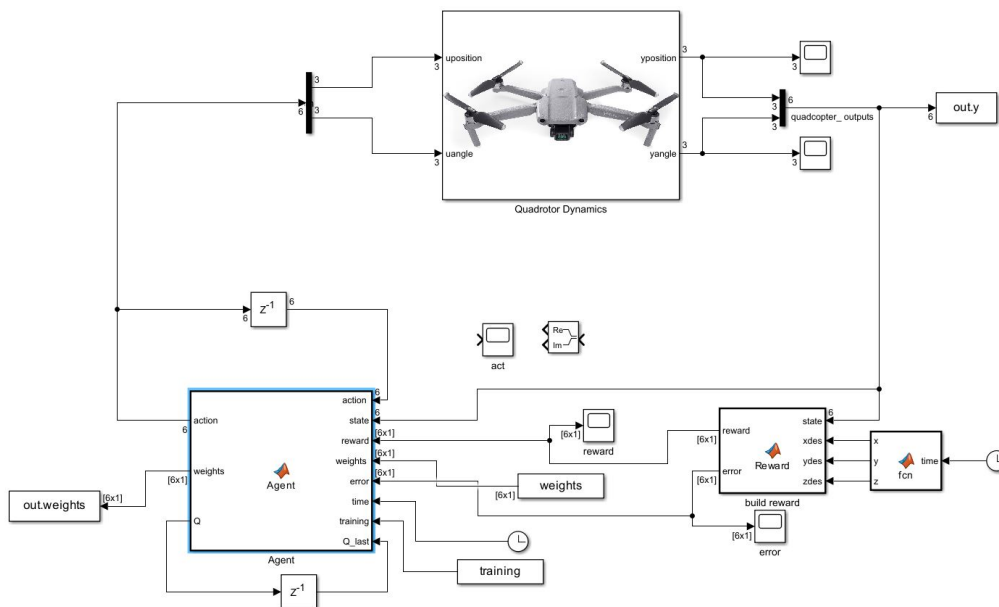 3
uposition
3
yposition
3
3
6
3
3
6
3
3
quadcopter_ outputs
out.y
6
3
uangle
3
yangle
3
3
Quadrotor Dynamics
6
z-1
6
Re
Im
act
6
action
6
state
[6x1]
reward
[6x1]
weights
[6x1]
error
time
training
Q_last
action
6
weights
[6x1]
Q
Agent
Agent
[6x1]
out.weights
z-1
[6x1]
reward
[6x1]
weights
training
reward
[6x1]
error
[6x1]
Reward
6
state
xdes
ydes
zdes
build reward
[6x1]
error
x
y
z
fcn
time